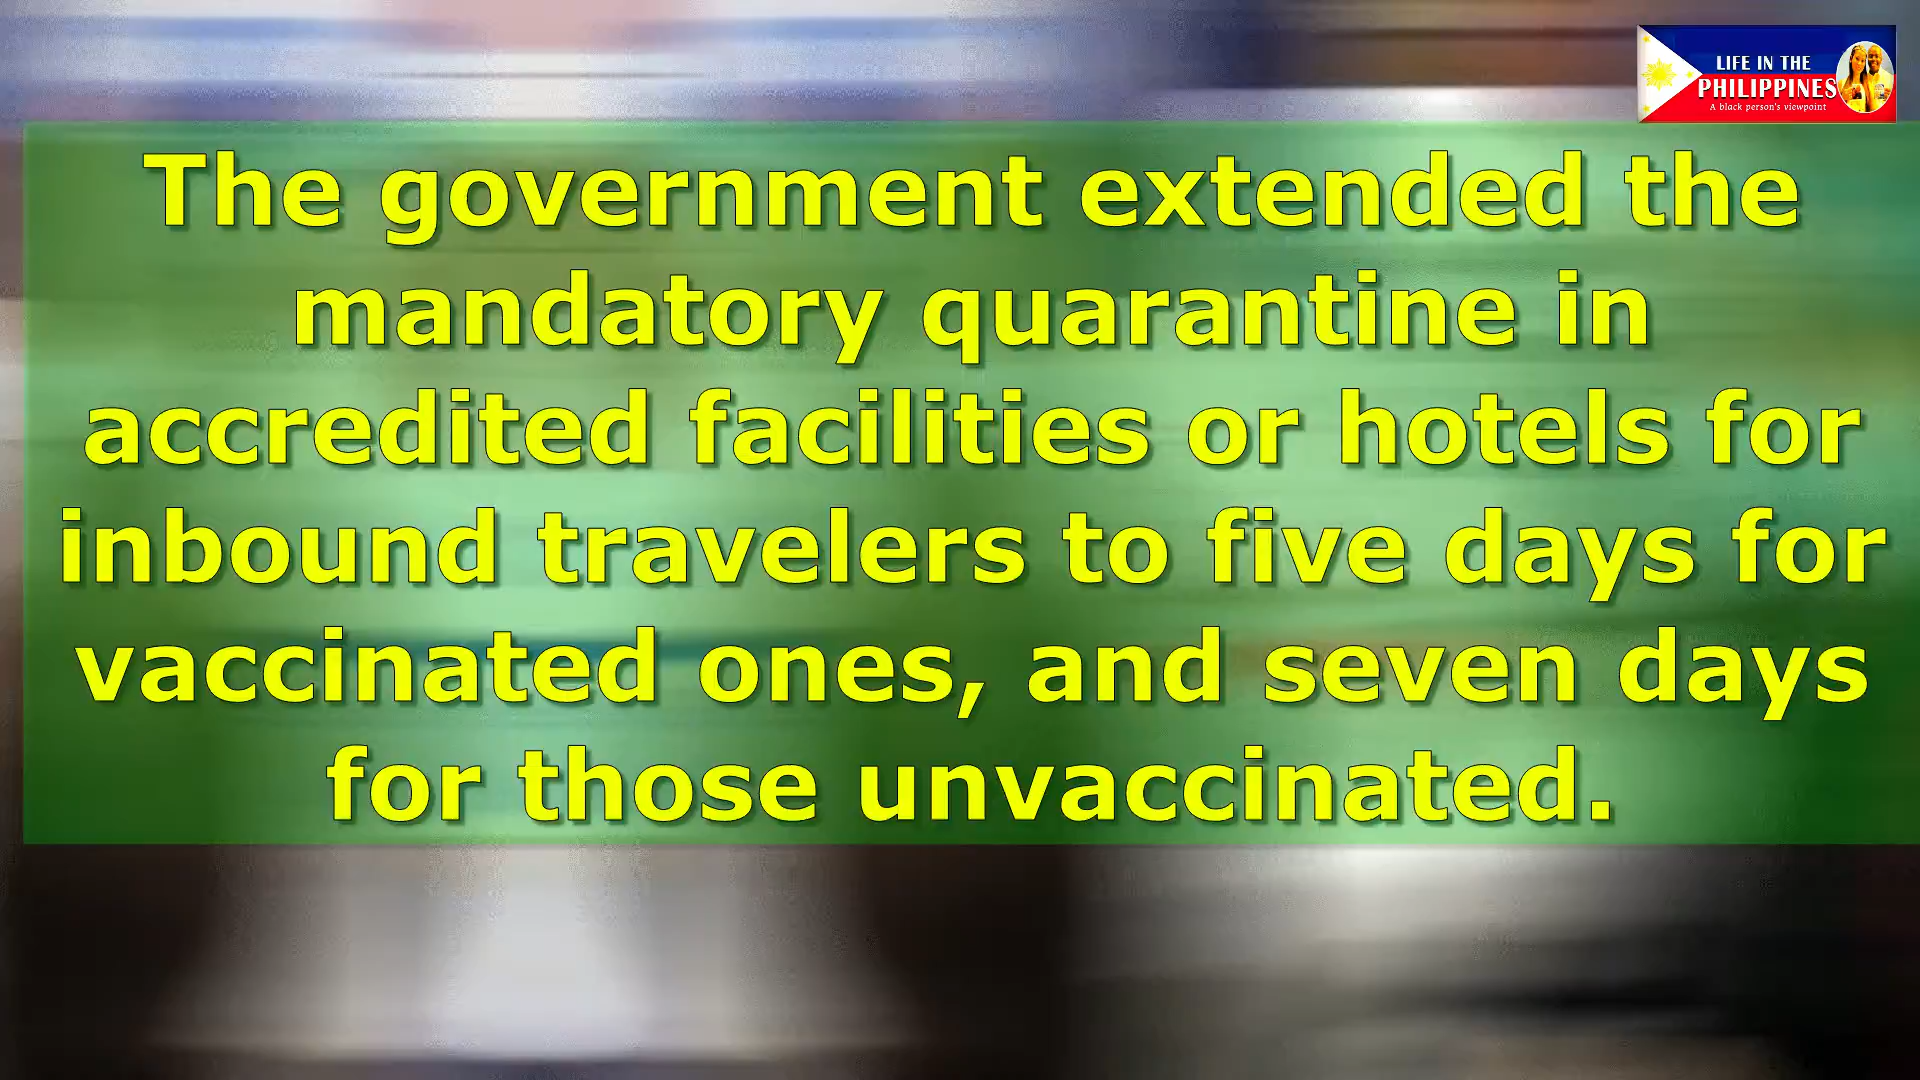 LIFE IN THE
PHILIPPINES
A black person's viewpoint
The government extended the
mandatory quarantine in
accredited facilities or hotels for
inbound travelers to five days for
vaccinated ones, and seven days
for those unvaccinated.